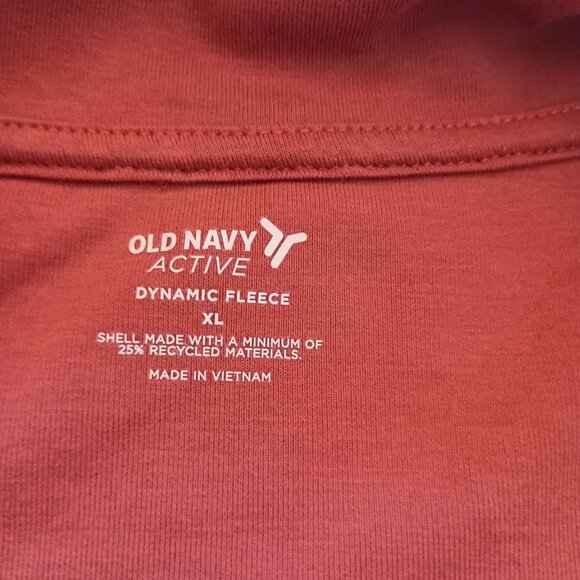 OLD NAVY
ACTIVE
DYNAMIC FLEECE
XL
SHELL MADE WITH A MINIMUM OF
25% RECYCLED MATERIALS.
MADE IN VIETNAM